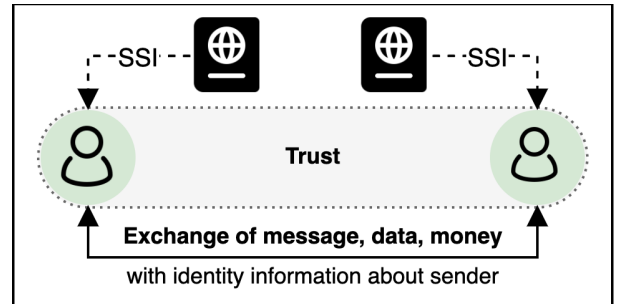 SSI
SSI
Trust
Exchange of message, data, money
with identity information about sender